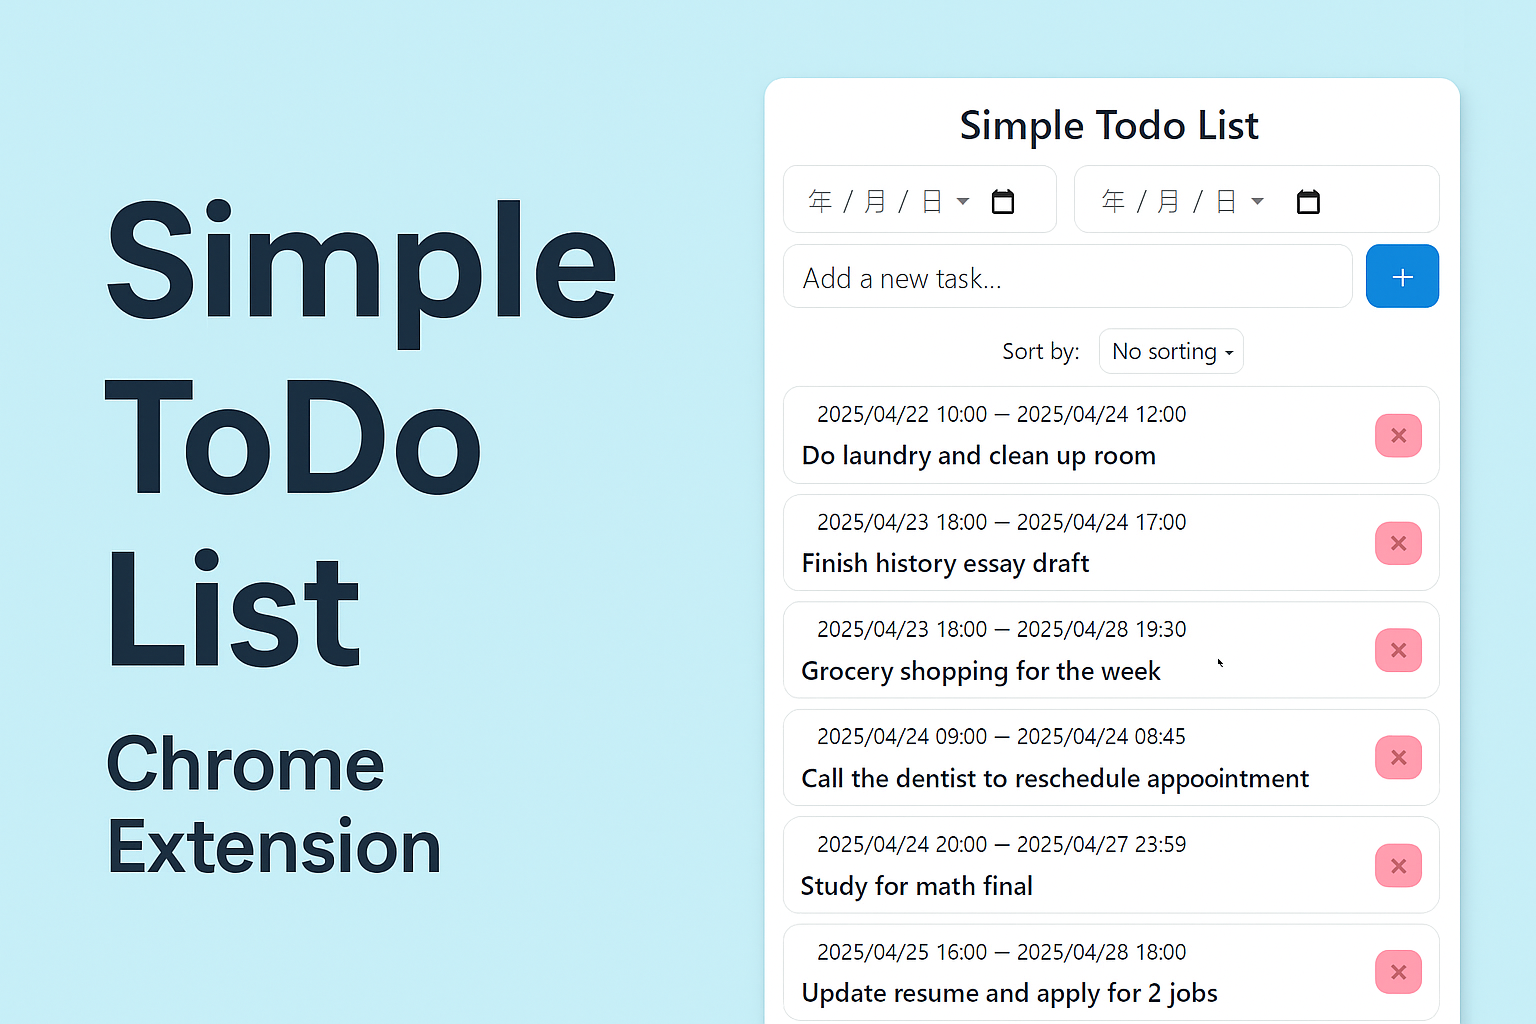 Simple
ToDo
List
Chrome
Extension
Simple Todo List
年 / 月 / 日
年 / 月 / 日
Add a new task...
+
Sort by: No sorting
2025/04/22 10:00 — 2025/04/24 12:00
Do laundry and clean up room
2025/04/23 18:00 — 2025/04/24 17:00
Finish history essay draft
2025/04/23 18:00 — 2025/04/28 19:30
Grocery shopping for the week
2025/04/24 09:00 — 2025/04/24 08:45
Call the dentist to reschedule appoointment
2025/04/24 20:00 — 2025/04/27 23:59
Study for math final
2025/04/25 16:00 — 2025/04/28 18:00
Update resume and apply for 2 jobs